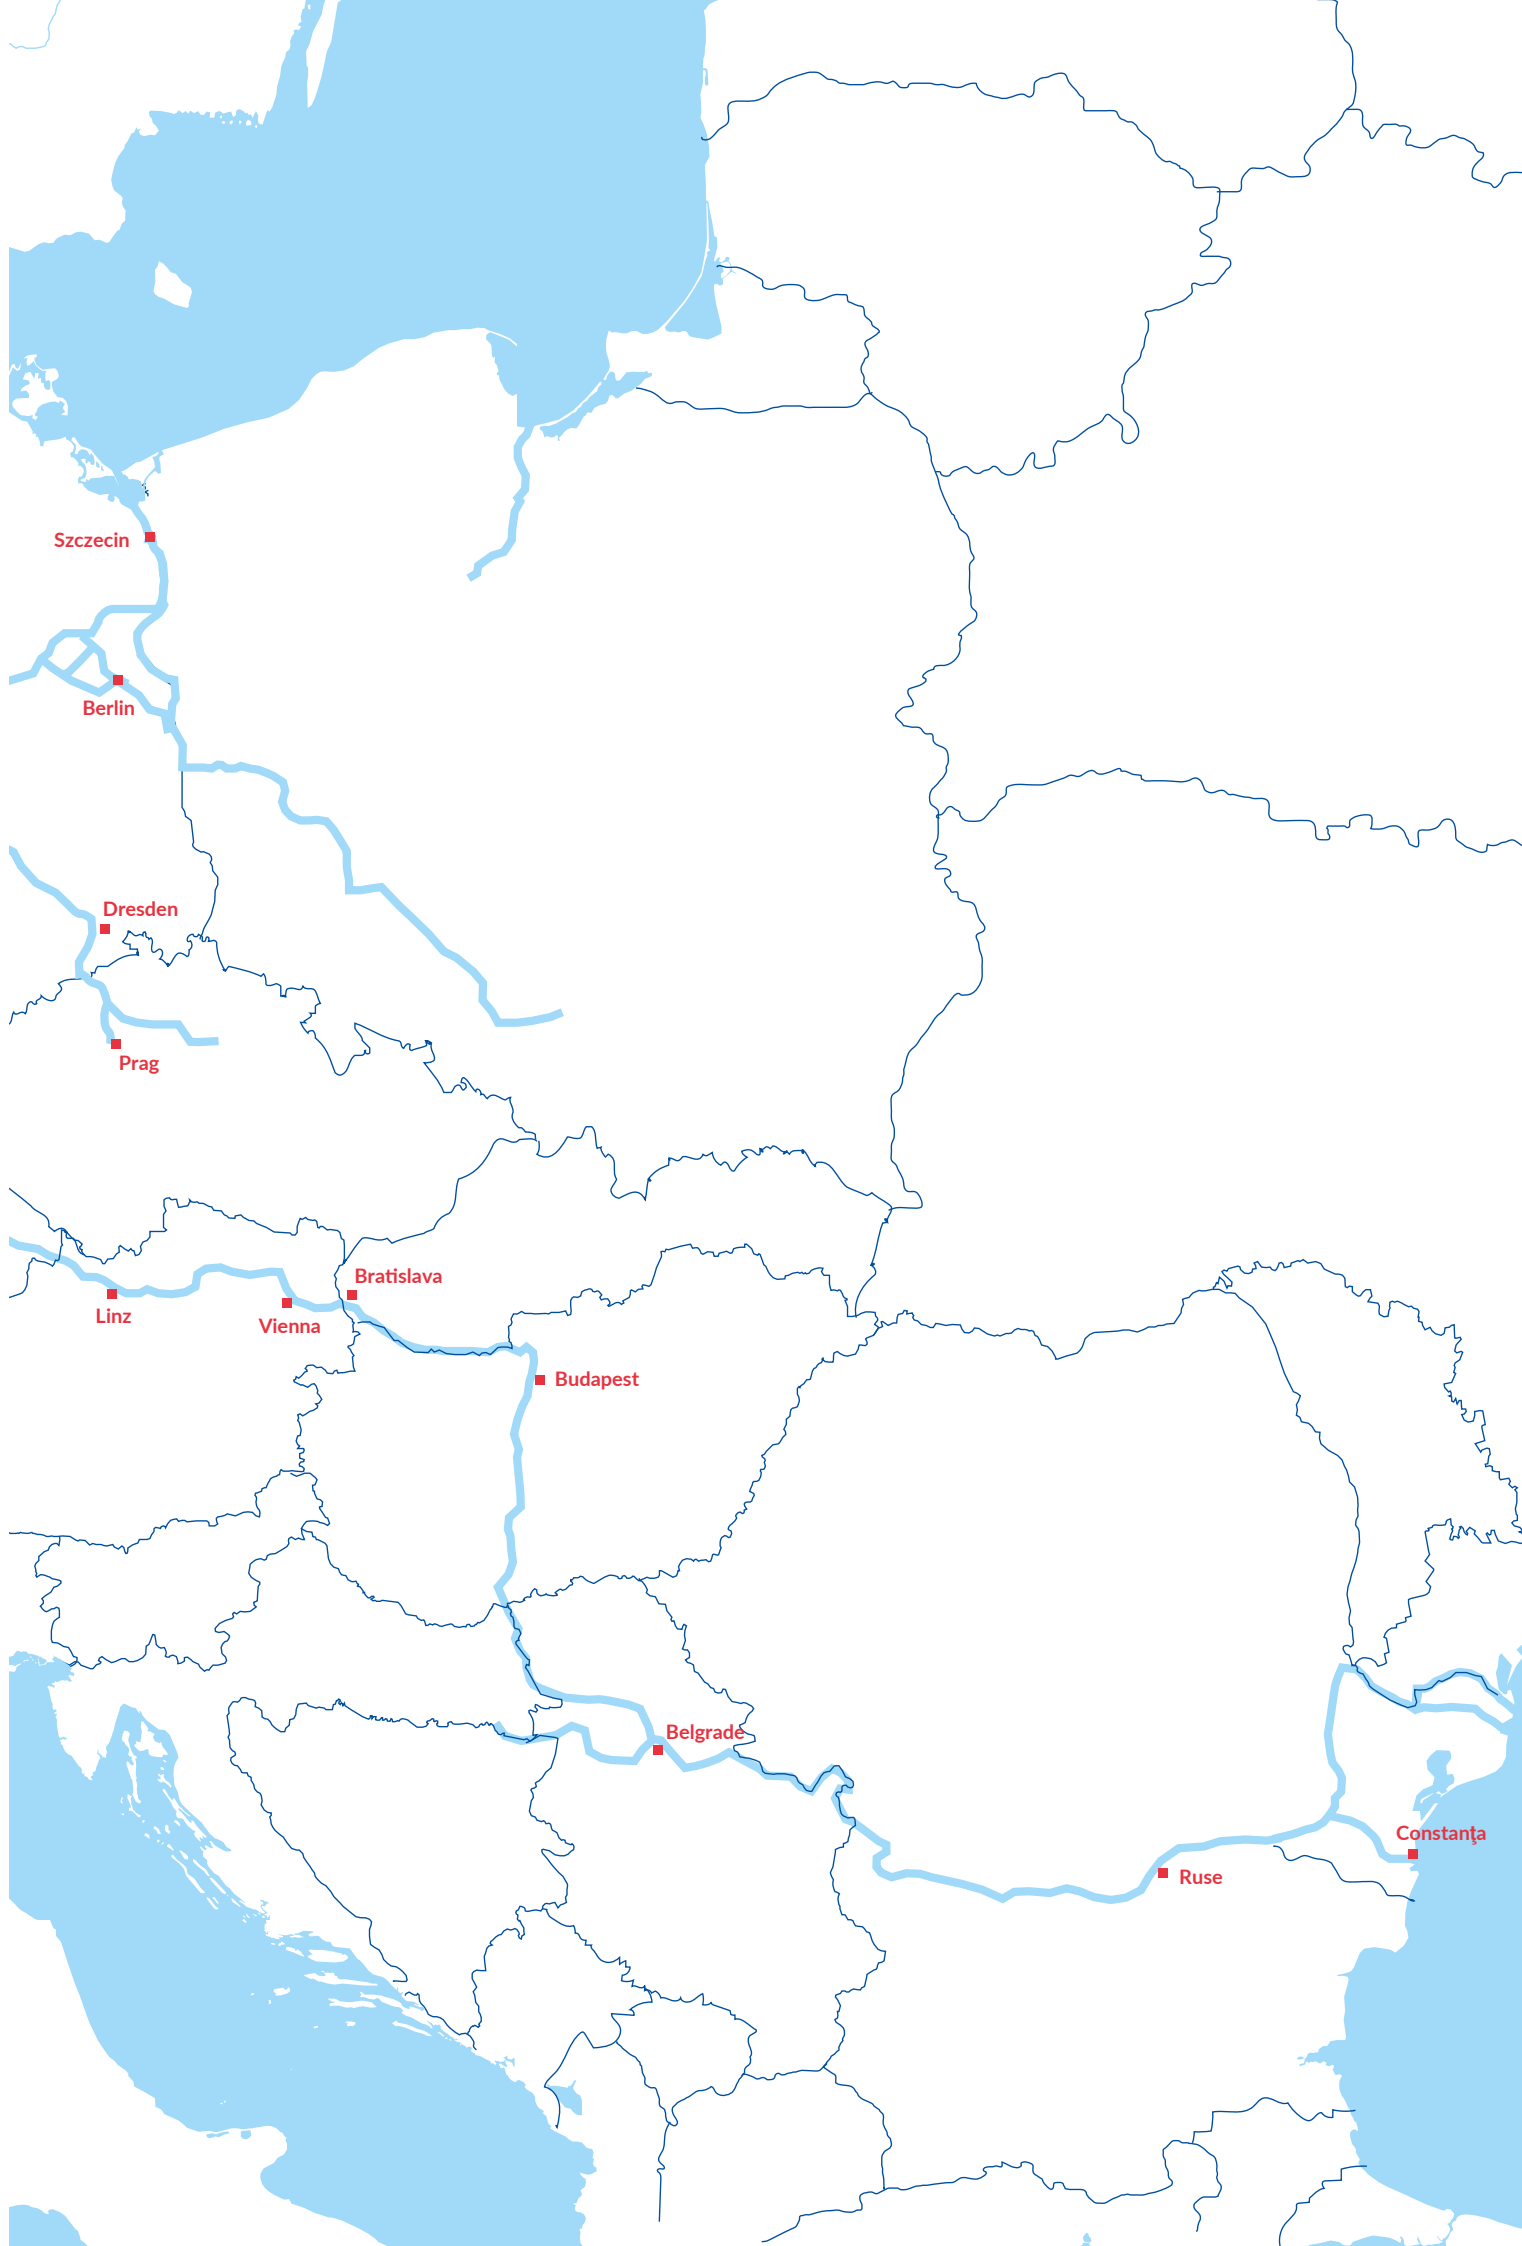 Szczecin
Berlin
Dresden
Prag
Bratislava
Linz
Vienna
Budapest
Belgrade
Constanţa
Ruse